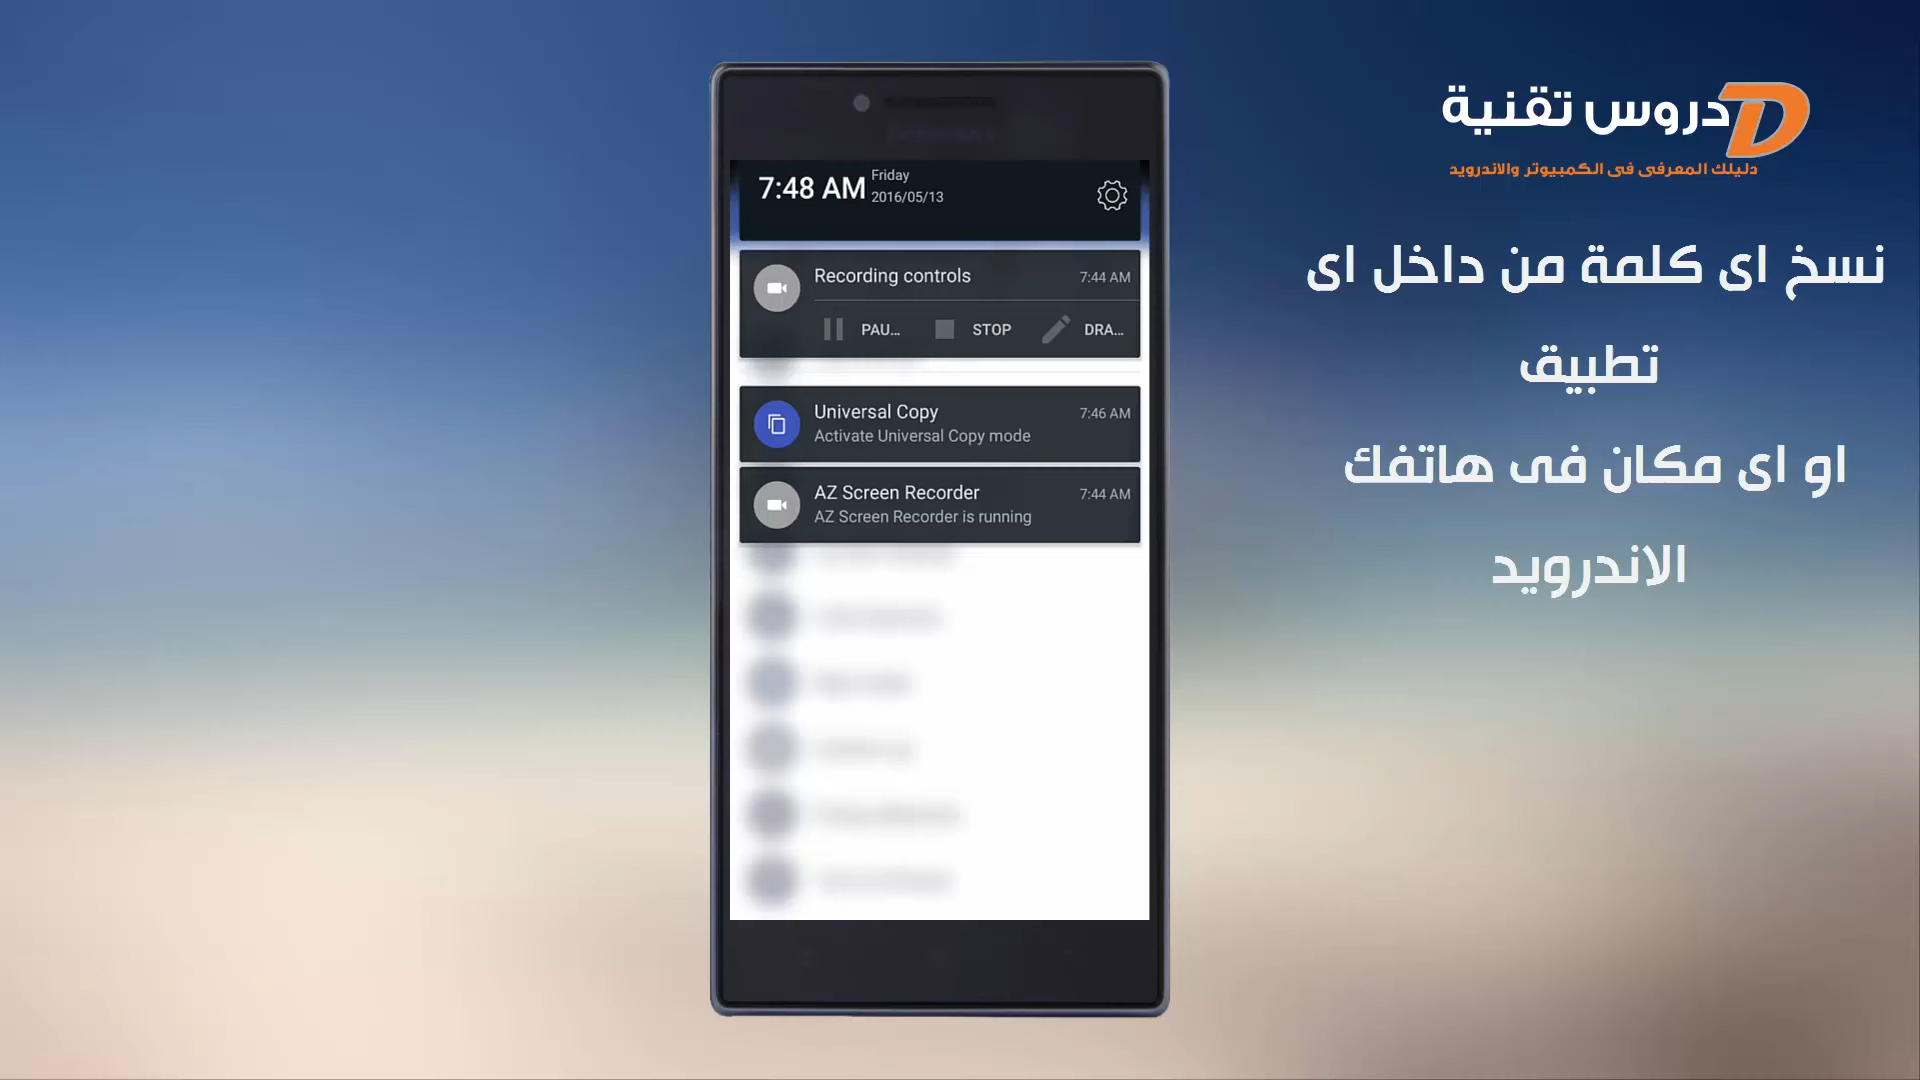 دروس تقنية
دليلك المعرفى فى الكمبيوتر والاندرويد
نسخ اى كلمة من داخل اى
تطبيق
او اى مكان فى هاتفك
الاندرويد
7:48 AM
Friday
2016/05/13
Recording controls
7:44 AM
PAU...
STOP
DRA...
Universal Copy
7:46 AM
Activate Universal Copy mode
AZ Screen Recorder
7:44 AM
AZ Screen Recorder is running